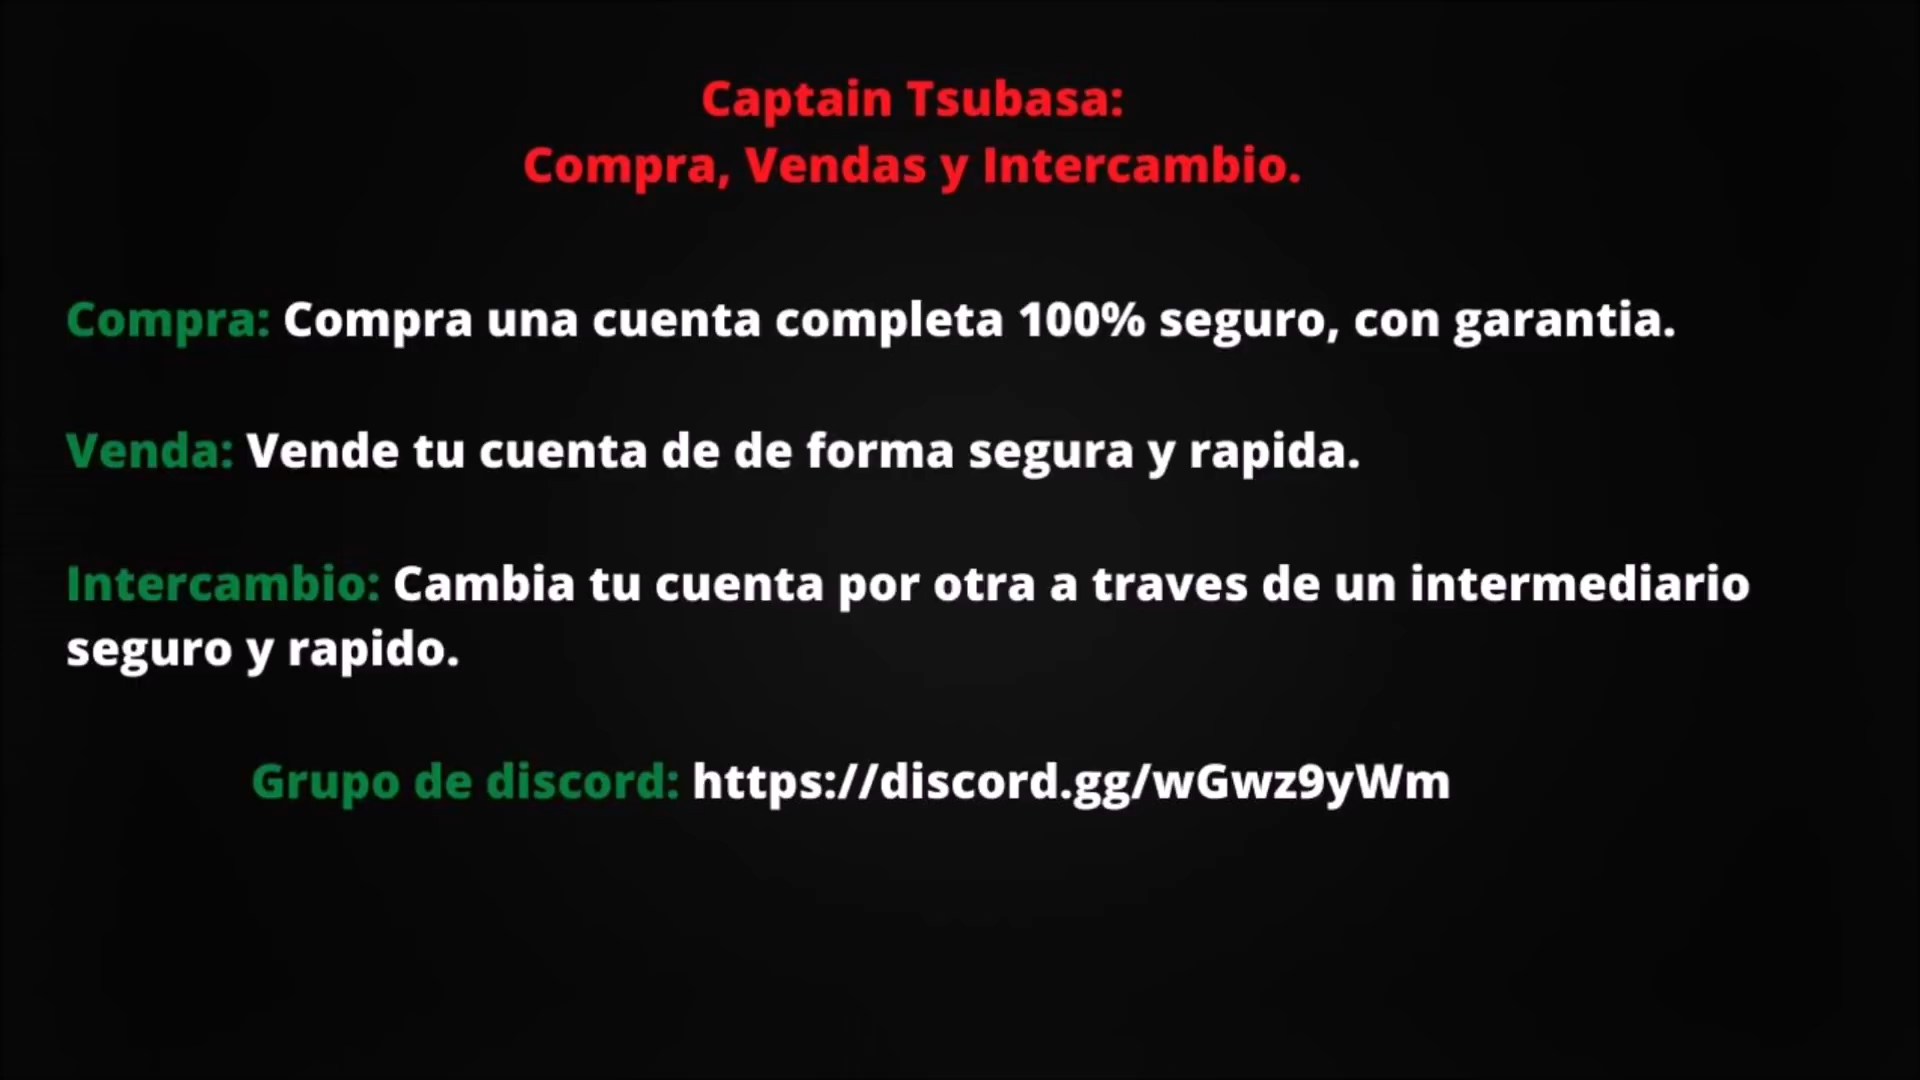 Captain Tsubasa:
Compra, Vendas y Intercambio.
Compra: Compra una cuenta completa 100% seguro, con garantia.
Venda: Vende tu cuenta de de forma segura y rapida.
Intercambio: Cambia tu cuenta por otra a traves de un intermediario
seguro y rapido.
Grupo de discord: https://discord.gg/wGwz9yWm